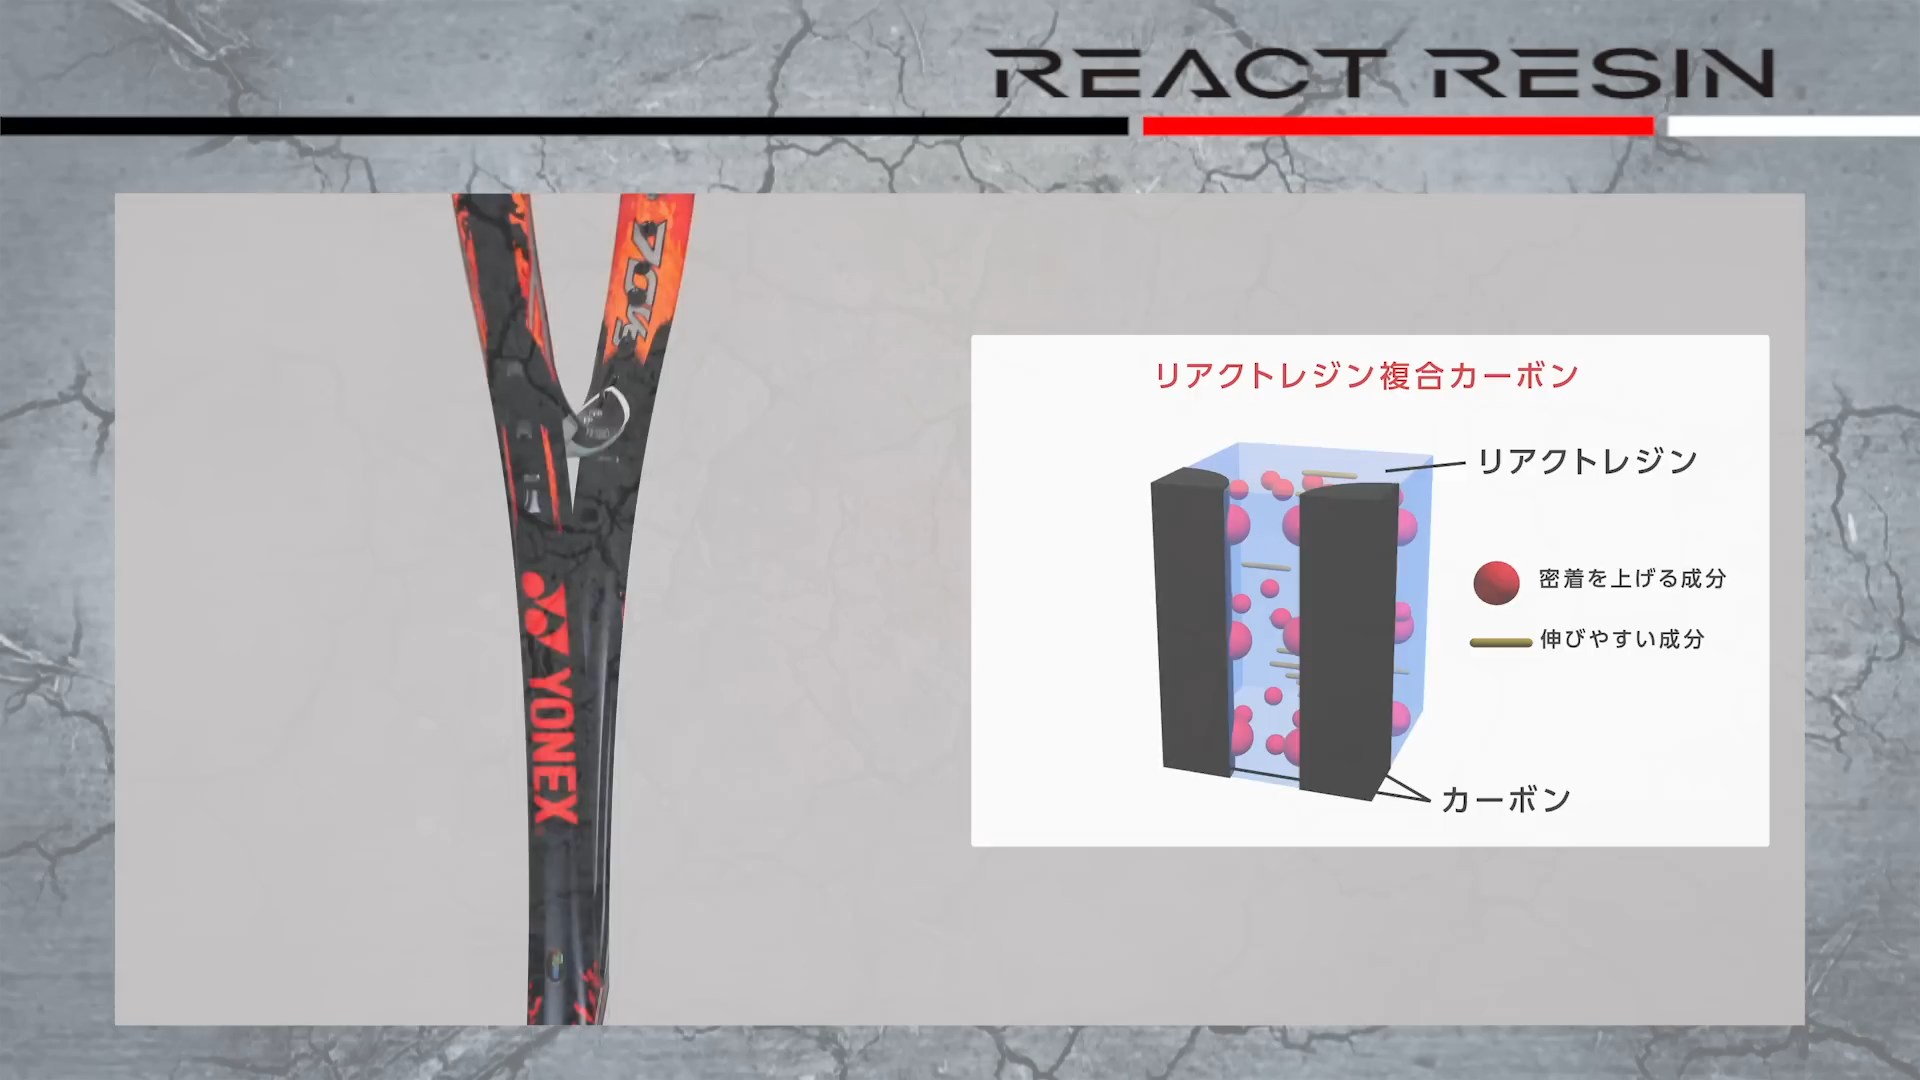 REACT RESIN
リアクトレジン複合カーボン
リアクトレジン
密着を上げる成分
伸びやすい成分
カーボン
YONEX